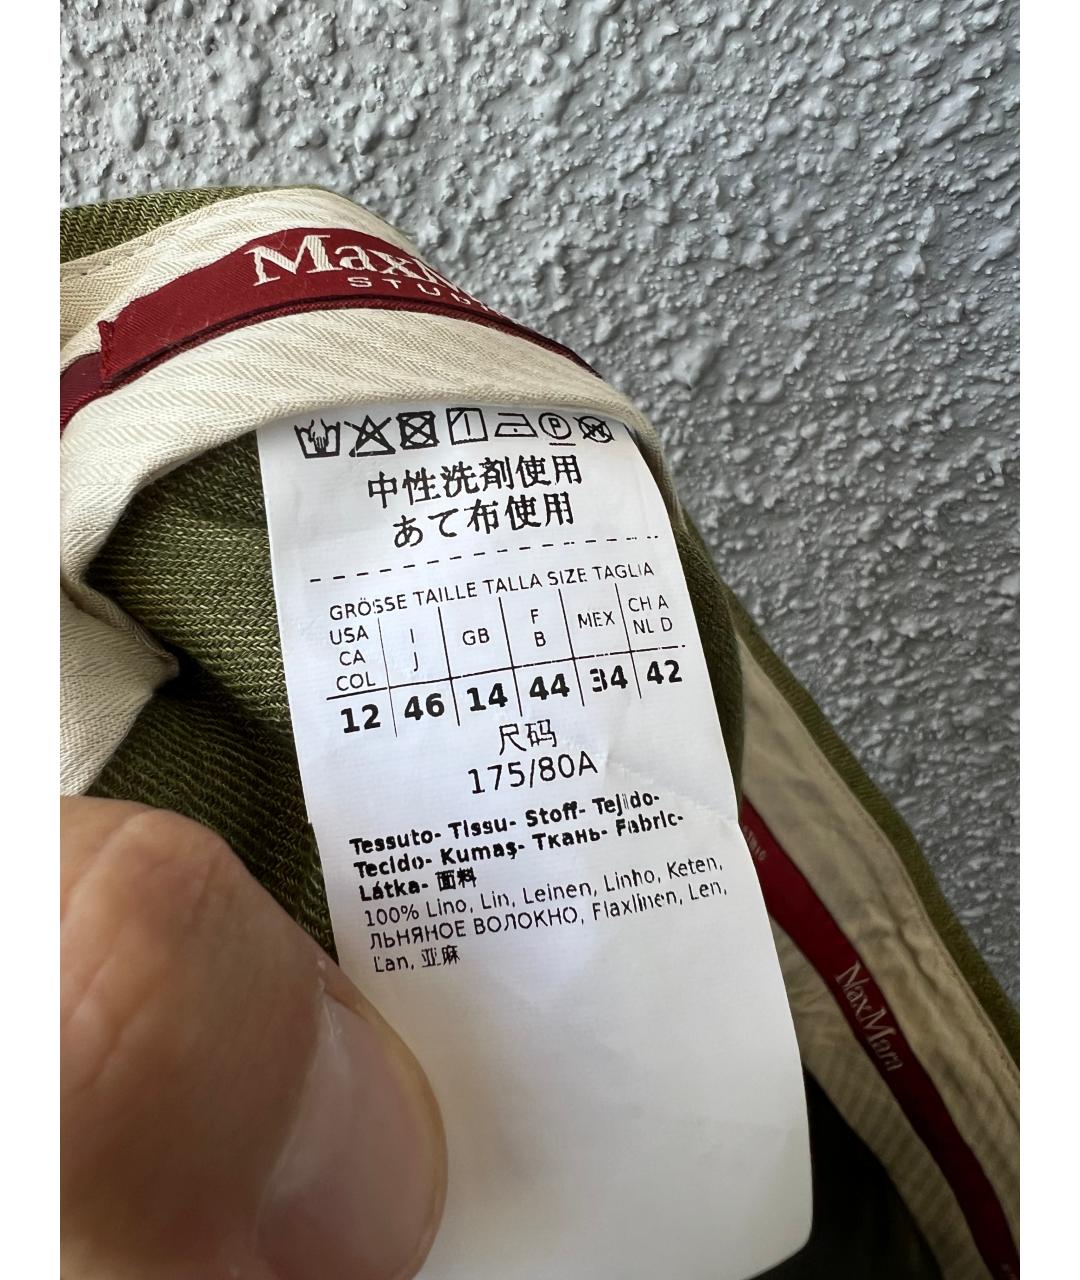 MaxM
STUD
中性洗剤使用
あて布使用
GRÖSSE TAILLE TALLA SIZE TAGLIA
USA CA COL | I J | GB | F B | MEX | CH A NL D
12 | 46 | 14 | 44 | 34 | 42
尺码
175/80A
Tessuto- Tissu- Stoff- Tejido-
Tecido- Kumaş- Ткань- Fabric-
Látka- 面料
100% Lino, Lin, Leinen, Linho, Keten,
ЛЬНЯНОЕ ВОЛОКНО, Flaxlinen, Len,
Lan, 亚麻
MaxMara